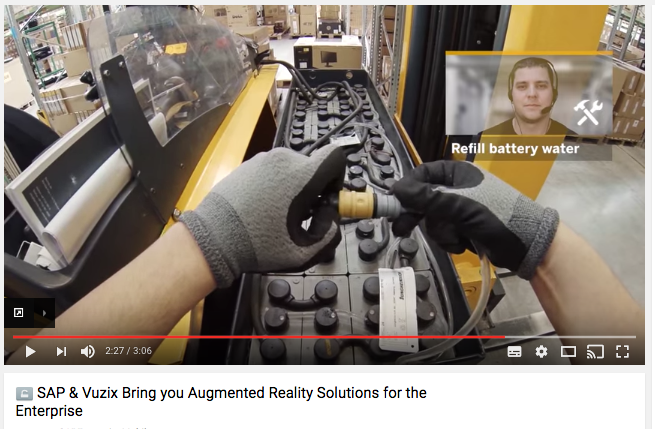 Refill battery water
2:27 / 3:06
SAP & Vuzix Bring you Augmented Reality Solutions for the
Enterprise